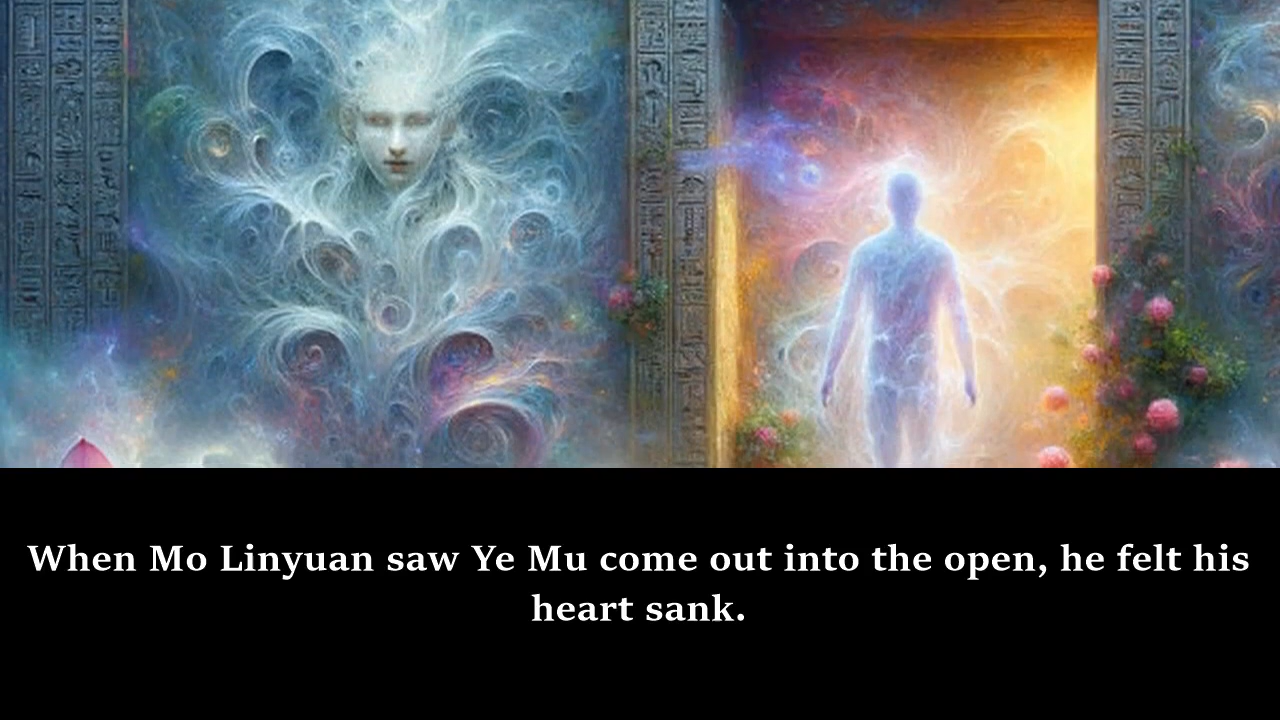 When Mo Linyuan saw Ye Mu come out into the open, he felt his
heart sank.